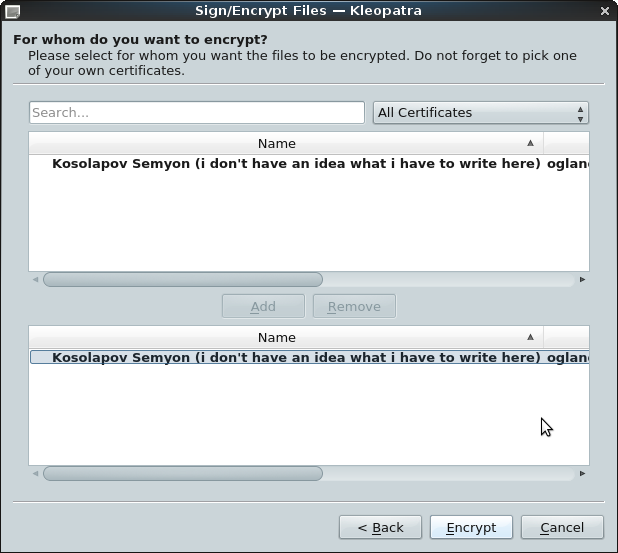 Sign/Encrypt Files — Kleopatra
For whom do you want to encrypt?
Please select for whom you want the files to be encrypted. Do not forget to pick one
of your own certificates.
Search...
All Certificates
Name
Kosolapov Semyon (i don't have an idea what i have to write here) oglan
Add
Remove
Name
Kosolapov Semyon (i don't have an idea what i have to write here) oglan
< Back
Encrypt
Cancel